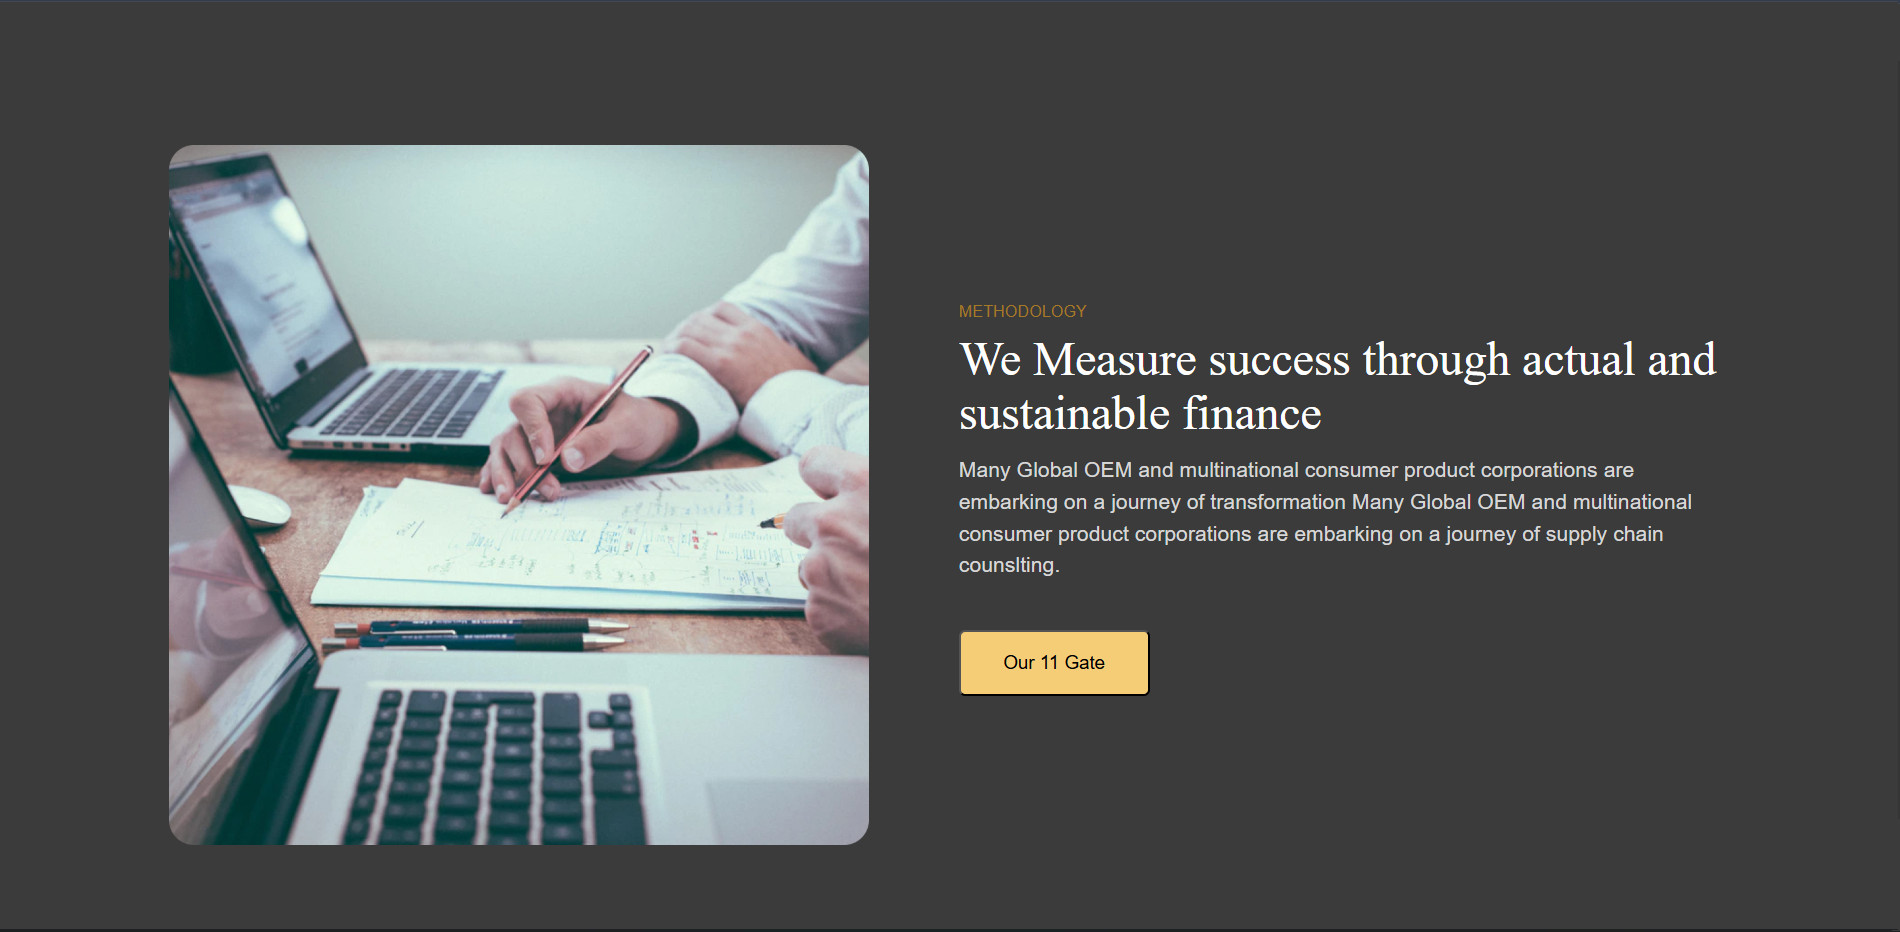 METHODOLOGY
We Measure success through actual and
sustainable finance
Many Global OEM and multinational consumer product corporations are
embarking on a journey of transformation Many Global OEM and multinational
consumer product corporations are embarking on a journey of supply chain
counslting.
Our 11 Gate